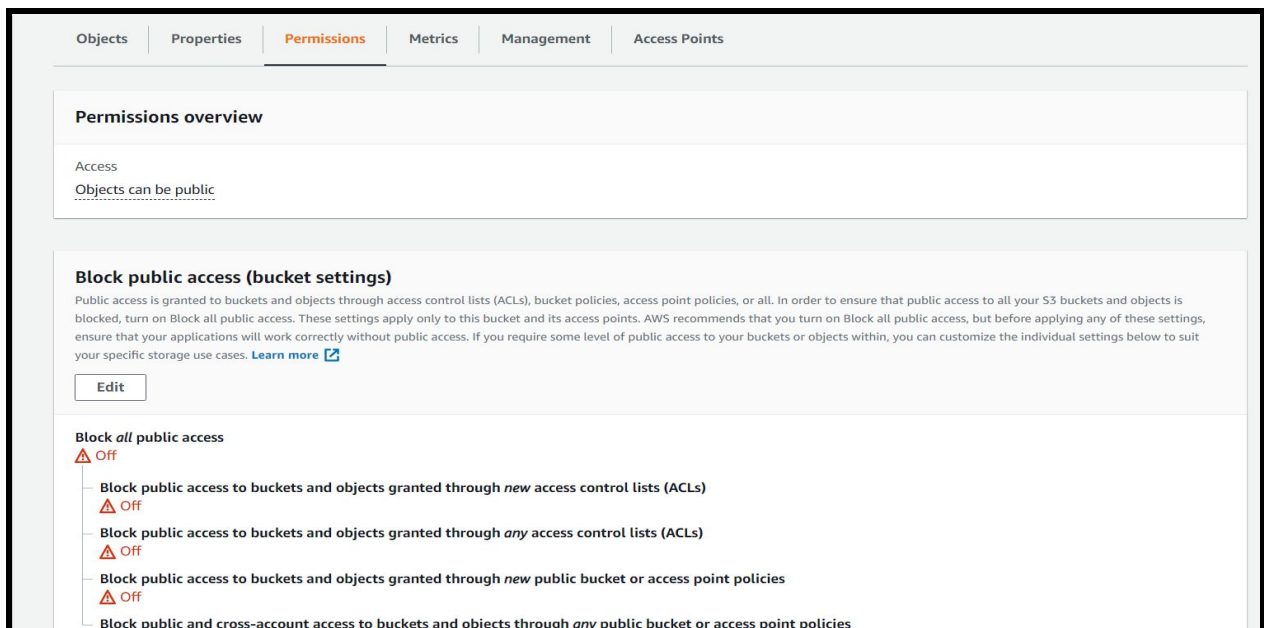 Objects Properties Permissions Metrics Management Access Points
Permissions overview
Access
Objects can be public
Block public access (bucket settings)
Public access is granted to buckets and objects through access control lists (ACLs), bucket policies, access point policies, or all. In order to ensure that public access to all your S3 buckets and objects is
blocked, turn on Block all public access. These settings apply only to this bucket and its access points. AWS recommends that you turn on Block all public access, but before applying any of these settings,
ensure that your applications will work correctly without public access. If you require some level of public access to your buckets or objects within, you can customize the individual settings below to suit
your specific storage use cases. Learn more
Edit
Block all public access
Off
Block public access to buckets and objects granted through new access control lists (ACLs)
Off
Block public access to buckets and objects granted through any access control lists (ACLs)
Off
Block public access to buckets and objects granted through new public bucket or access point policies
Off
Block public and cross-account access to buckets and objects through any public bucket or access point policies